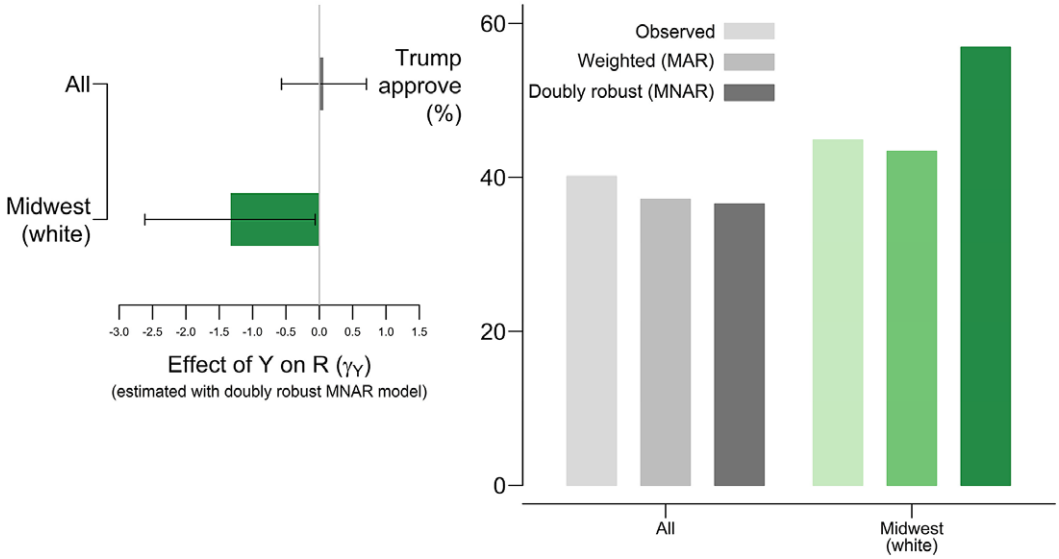 All
Midwest
(white)
Trump
approve
(%)
-3.0 -2.5 -2.0 -1.5 -1.0 -0.5 0.0 0.5 1.0 1.5
Effect of Y on R (γY)
(estimated with doubly robust MNAR model)
60
40
20
0
Observed
Weighted (MAR)
Doubly robust (MNAR)
All
Midwest
(white)